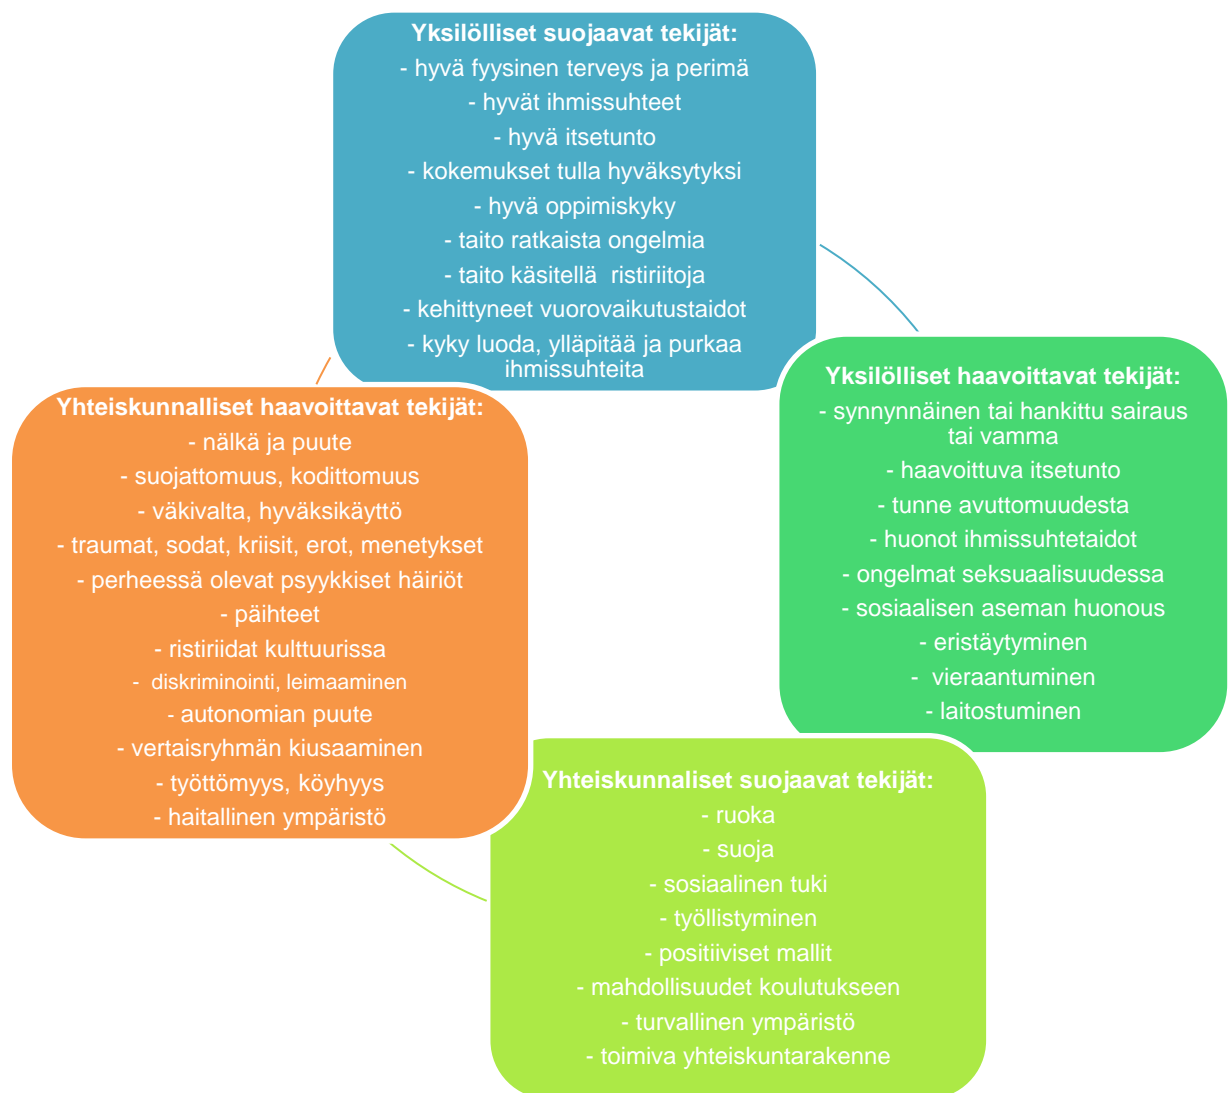 Yksilölliset suojaavat tekijät:
- hyvä fyysinen terveys ja perimä
- hyvät ihmissuhteet
- hyvä itsetunto
- kokemukset tulla hyväksytyksi
- hyvä oppimiskyky
- taito ratkaista ongelmia
- taito käsitellä  ristiriitoja
- kehittyneet vuorovaikutustaidot
- kyky luoda, ylläpitää ja purkaa
ihmissuhteita
Yksilölliset haavoittavat tekijät:
- synnynnäinen tai hankittu sairaus
tai vamma
- haavoittuva itsetunto
- tunne avuttomuudesta
- huonot ihmissuhtetaidot
- ongelmat seksuaalisuudessa
- sosiaalisen aseman huonous
- eristäytyminen
-  vieraantuminen
- laitostuminen
Yhteiskunnaliset suojaavat tekijät:
- ruoka
- suoja
- sosiaalinen tuki
- työllistyminen
- positiiviset mallit
- mahdollisuudet koulutukseen
- turvallinen ympäristö
- toimiva yhteiskuntarakenne
Yhteiskunnalliset haavoittavat tekijät:
- nälkä ja puute
- suojattomuus, kodittomuus
- väkivalta, hyväksikäyttö
- traumat, sodat, kriisit, erot, menetykset
- perheessä olevat psyykkiset häiriöt
- päihteet
- ristiriidat kulttuurissa
-  diskriminointi, leimaaminen
- autonomian puute
- vertaisryhmän kiusaaminen
- työttömyys, köyhyys
- haitallinen ympäristö